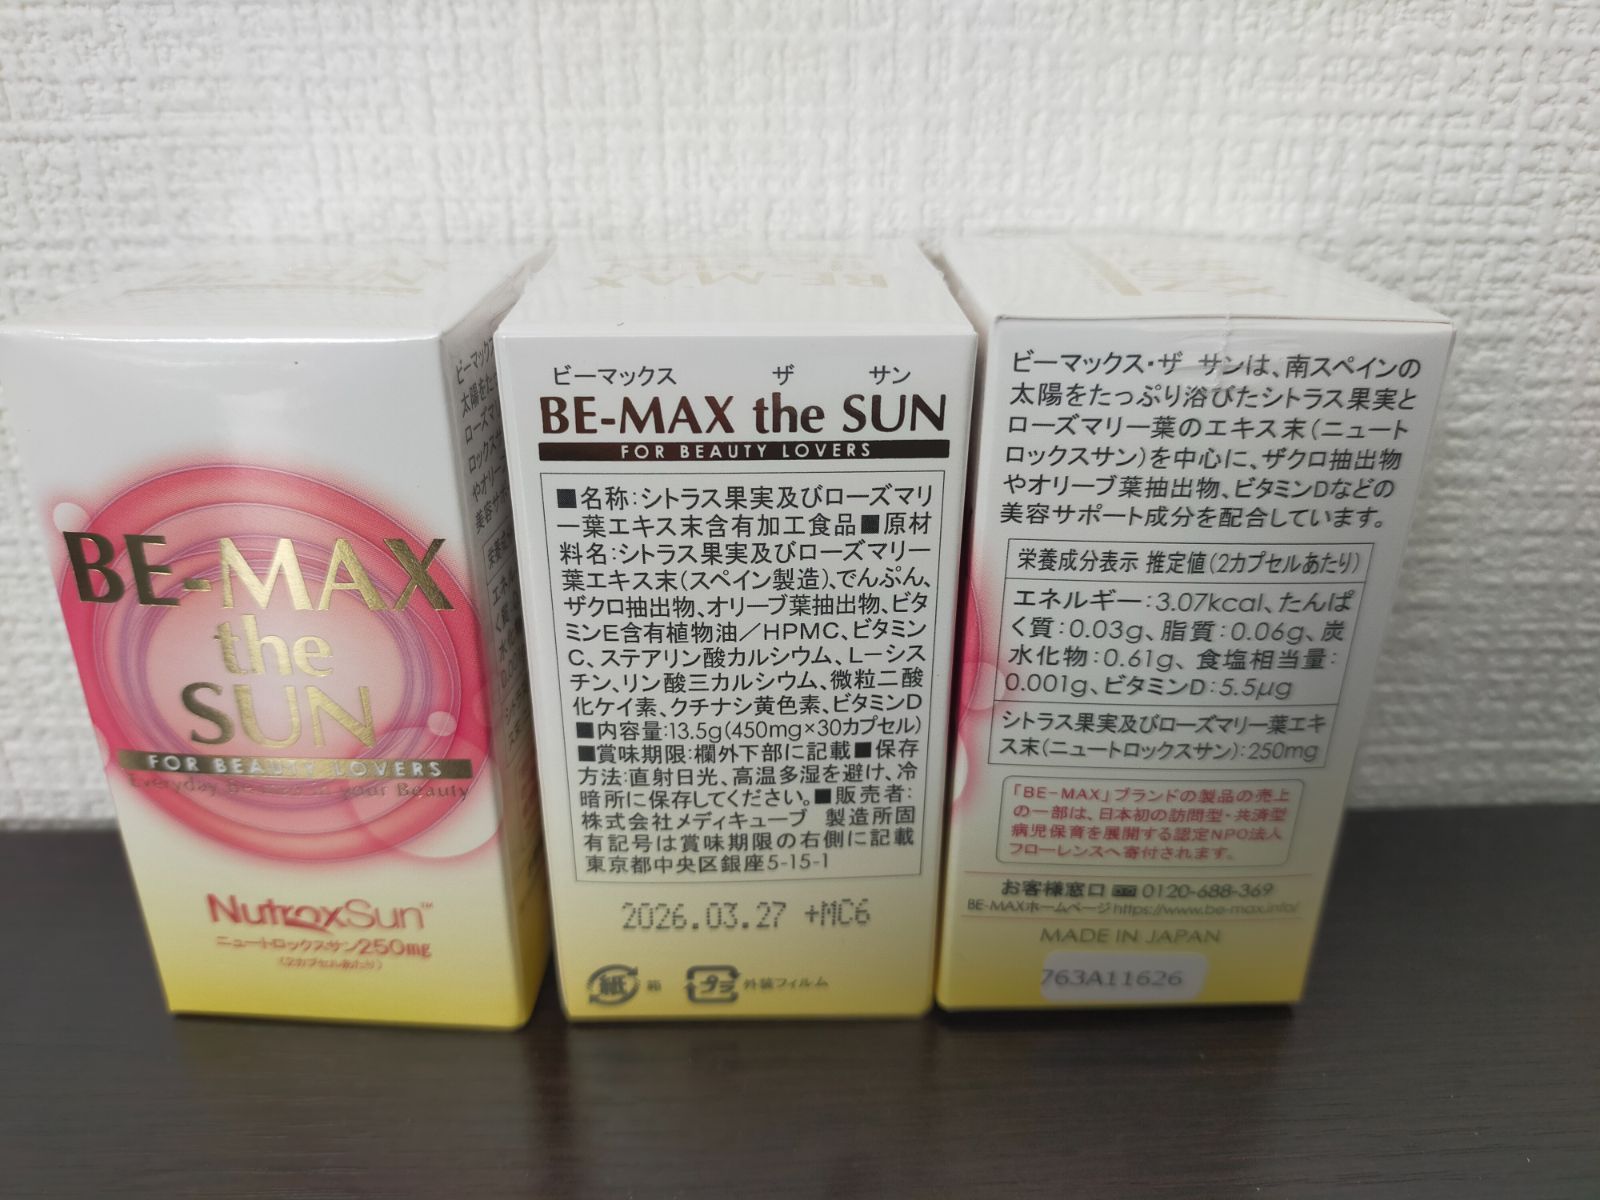 BE-MAX
the
SUN
FOR BEAUTY LOVERS
Everyday Be-max in your Beauty
NutroxSun™
ニュートロックスサン250mg
(2カプセルあたり)
ビーマックス ザ サン
BE-MAX the SUN
FOR BEAUTY LOVERS
■名称:シトラス果実及びローズマリ
ー葉エキス末含有加工食品■原材
料名:シトラス果実及びローズマリー
葉エキス末(スペイン製造)、でんぷん、
ザクロ抽出物、オリーブ葉抽出物、ビタ
ミンE含有植物油/HPMC、ビタミン
C、ステアリン酸カルシウム、L-シス
チン、リン酸三カルシウム、微粒二酸
化ケイ素、クチナシ黄色素、ビタミンD
■内容量:13.5g(450mg×30カプセル)
■賞味期限:欄外下部に記載■保存
方法:直射日光、高温多湿を避け、冷
暗所に保存してください。■販売者:
株式会社メディキューブ 製造所固
有記号は賞味期限の右側に記載
東京都中央区銀座5-15-1
2026.03.27 +MC6
紙 箱 プラ 外装フィルム
ビーマックス・ザ サンは、南スペインの
太陽をたっぷり浴びたシトラス果実と
ローズマリー葉のエキス末(ニュート
ロックスサン)を中心に、ザクロ抽出物
やオリーブ葉抽出物、ビタミンDなどの
美容サポート成分を配合しています。
栄養成分表示 推定値(2カプセルあたり)
エネルギー:3.07kcal、たんぱ
く質:0.03g、脂質:0.06g、炭
水化物:0.61g、食塩相当量:
0.001g、ビタミンD:5.5μg
シトラス果実及びローズマリー葉エキ
ス末(ニュートロックスサン):250mg
「BE-MAX」ブランドの製品の売上
の一部は、日本初の訪問型・共済型
病児保育を展開する認定NPO法人
フローレンスへ寄付されます。
お客様窓口 0120-688-369
BE-MAXホームページ https://www.be-max.info/
MADE IN JAPAN
763A11626